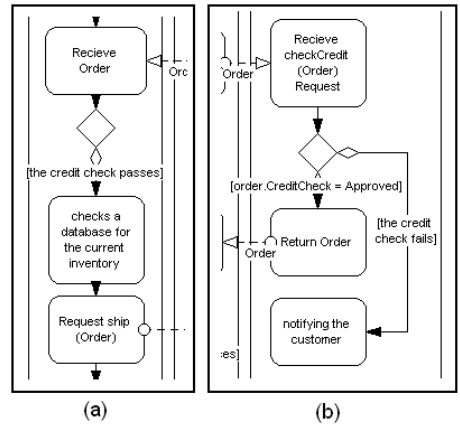 Recieve
Order
Orc
[the credit check passes]
checks a
database for
the current
inventory
Request ship
(Order)
(a)
Recieve
checkCredit
(Order)
Request
Order
[order.CreditCheck = Approved]
[the credit
check fails]
Return Order
Order
notifying the
customer
:es]
(b)